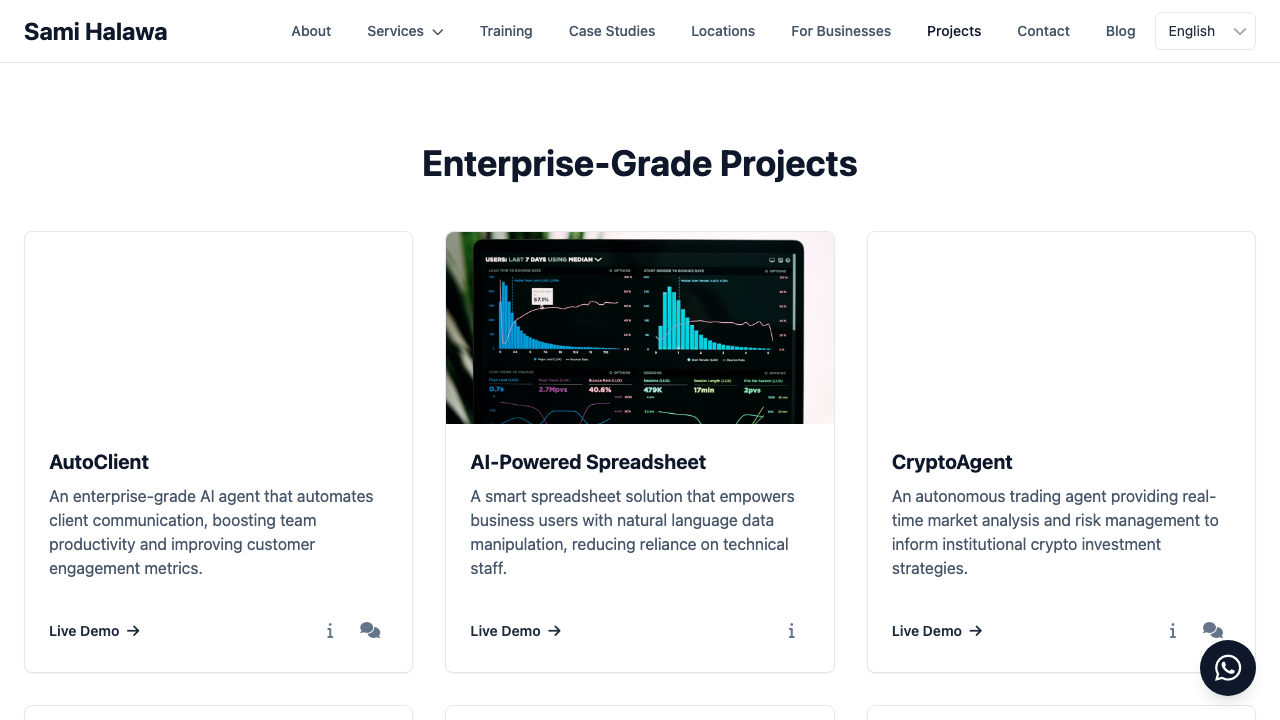 Sami Halawa
About
Services
Training
Case Studies
Locations
For Businesses
Projects
Contact
Blog
English
Enterprise-Grade Projects
USERS: LAST 7 DAYS USING MEDIAN
57.1%
0.7s
2.7Mpvs
40.6%
479K
17min
2pvs
AutoClient
An enterprise-grade AI agent that automates
client communication, boosting team
productivity and improving customer
engagement metrics.
Live Demo
AI-Powered Spreadsheet
A smart spreadsheet solution that empowers
business users with natural language data
manipulation, reducing reliance on technical
staff.
Live Demo
CryptoAgent
An autonomous trading agent providing real-
time market analysis and risk management to
inform institutional crypto investment
strategies.
Live Demo